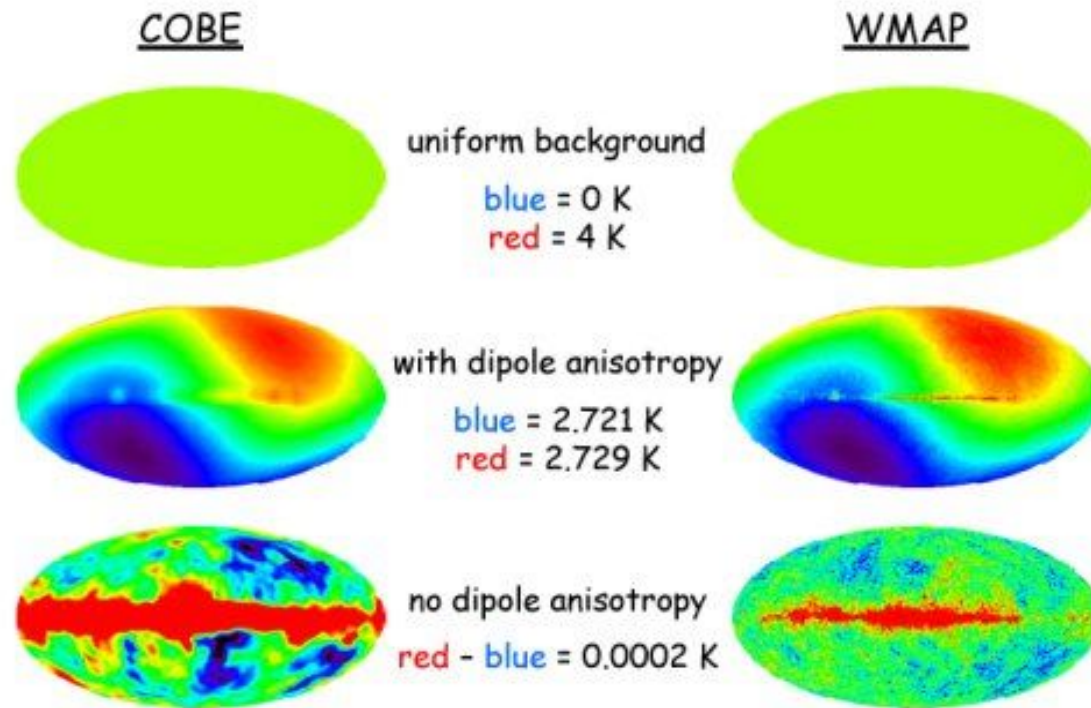 COBE
WMAP
uniform background
blue = 0 K
red = 4 K
with dipole anisotropy
blue = 2.721 K
red = 2.729 K
no dipole anisotropy
red - blue = 0.0002 K